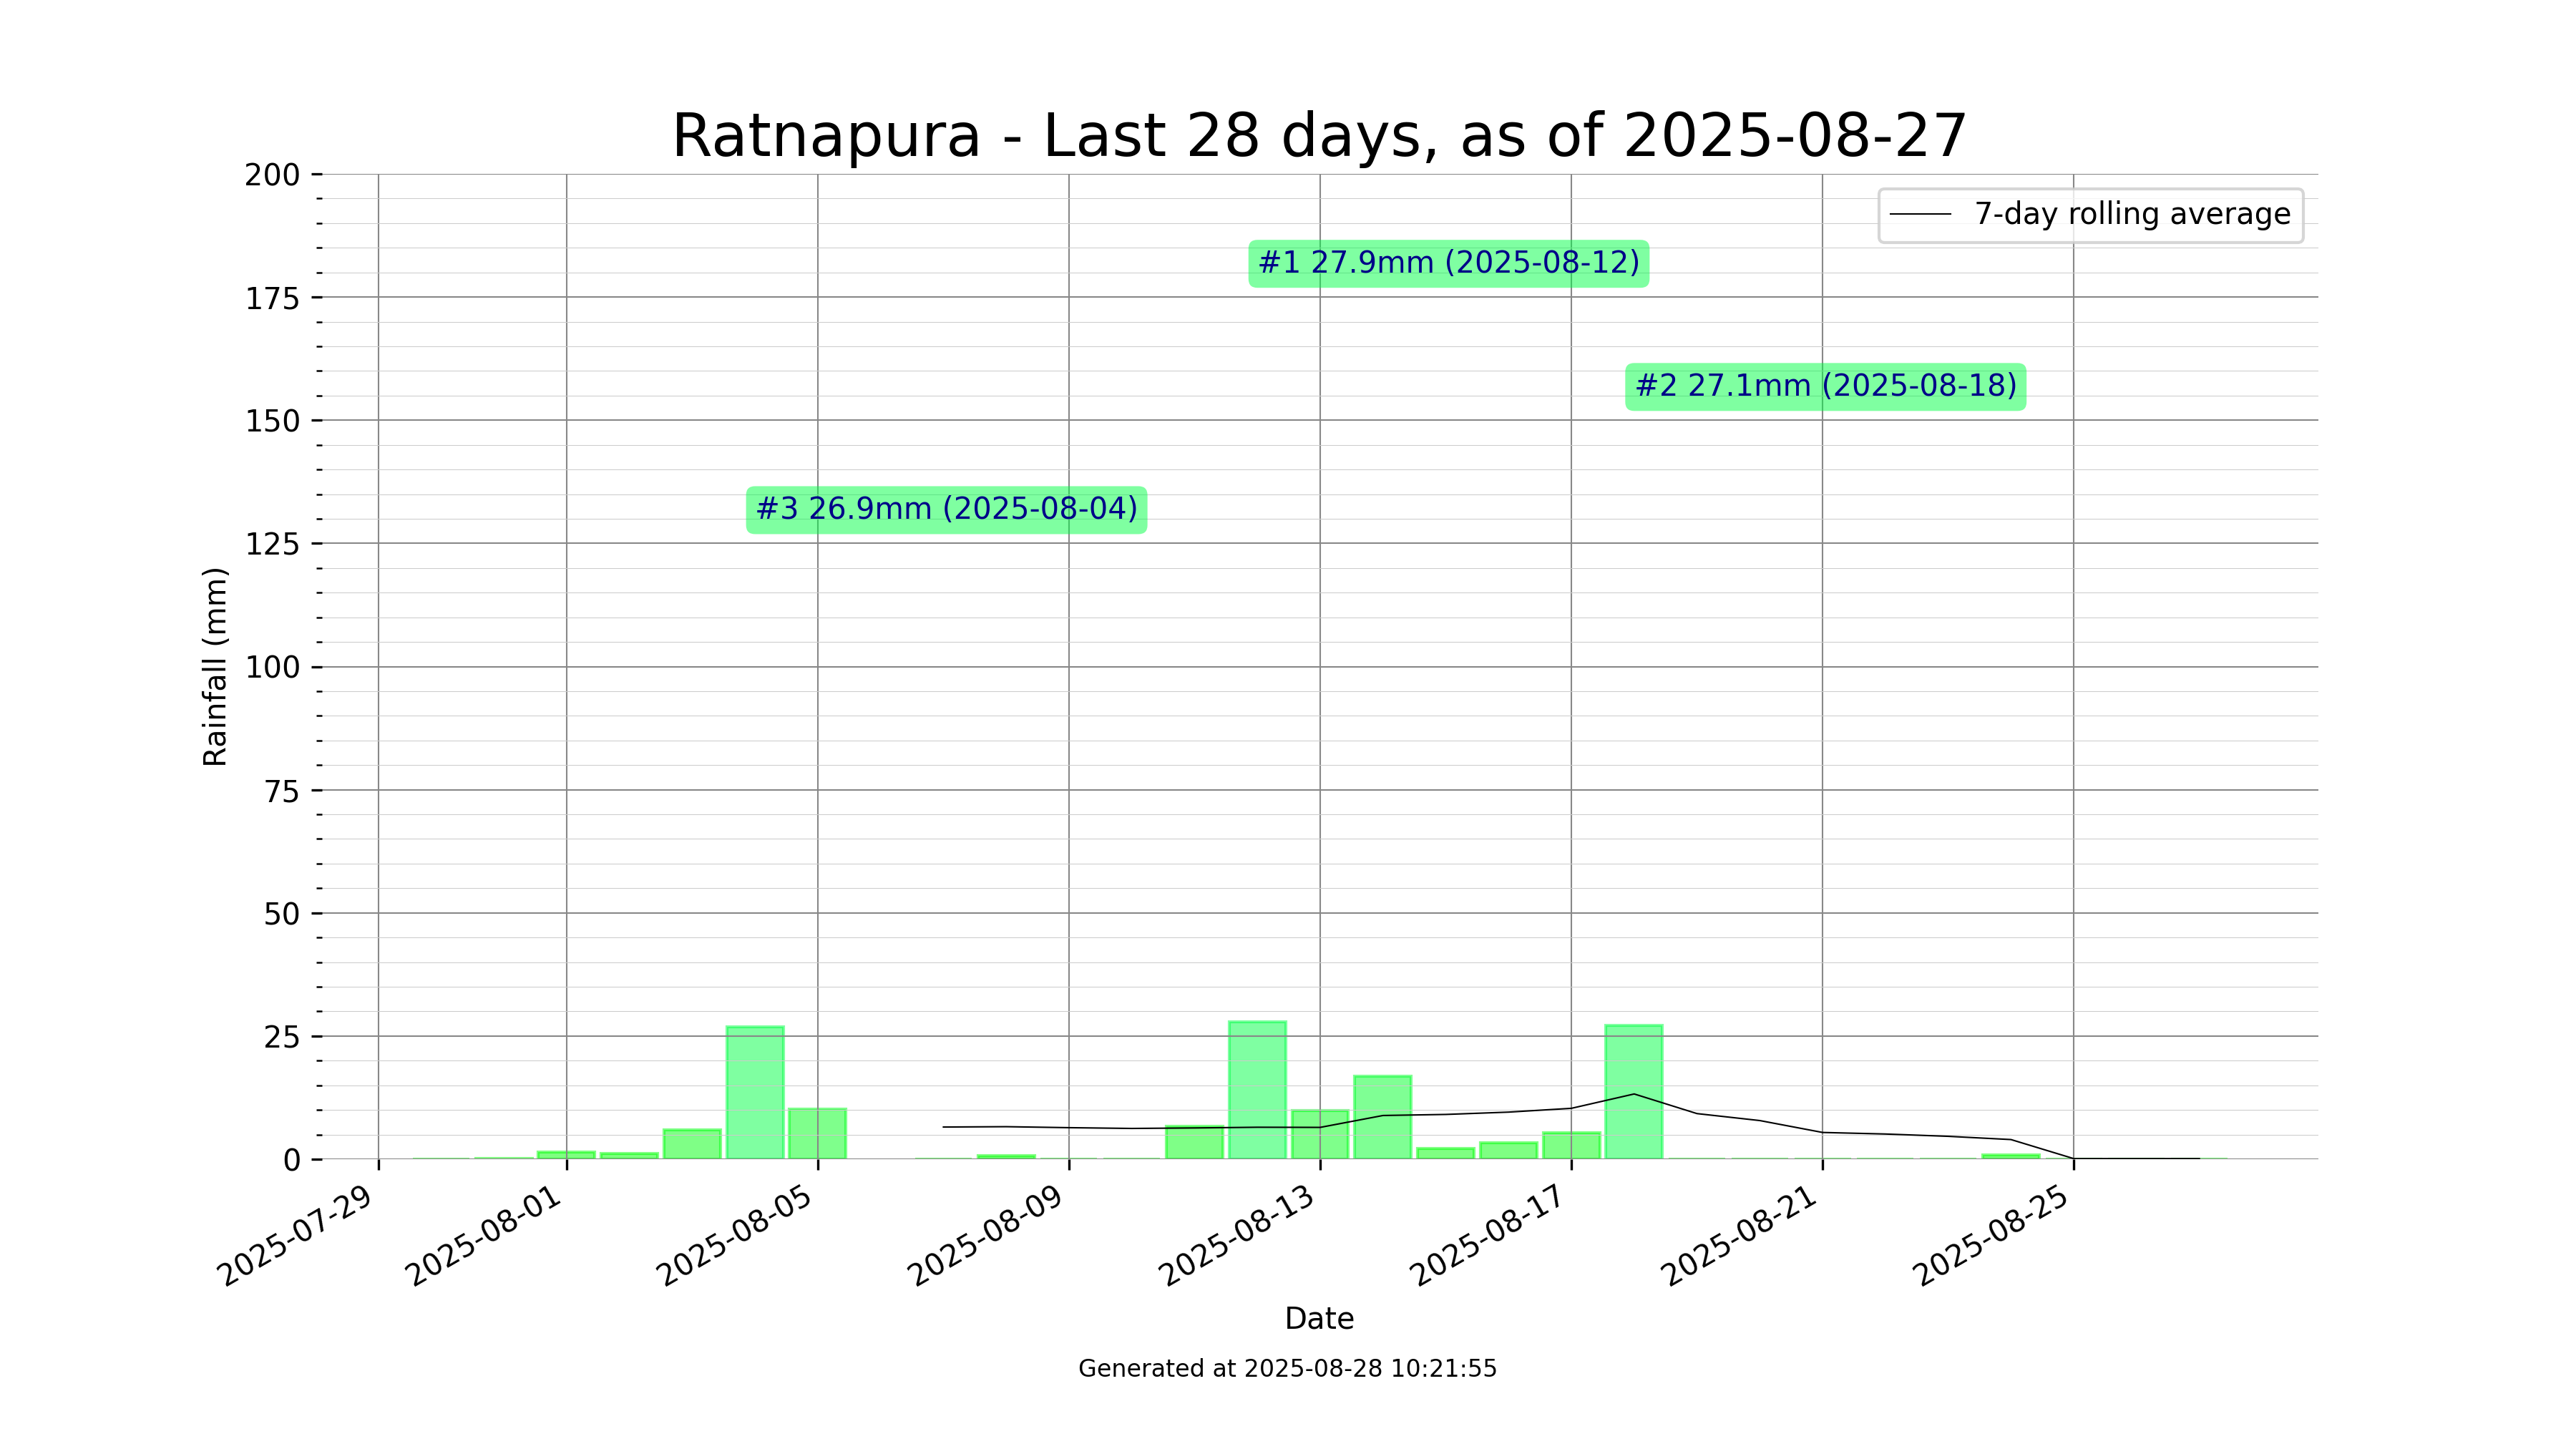 Ratnapura - Last 28 days, as of 2025-08-27
7-day rolling average
#1 27.9mm (2025-08-12)
#2 27.1mm (2025-08-18)
#3 26.9mm (2025-08-04)
Rainfall (mm)
200
175
150
125
100
75
50
25
0
2025-07-29
2025-08-01
2025-08-05
2025-08-09
2025-08-13
2025-08-17
2025-08-21
2025-08-25
Date
Generated at 2025-08-28 10:21:55